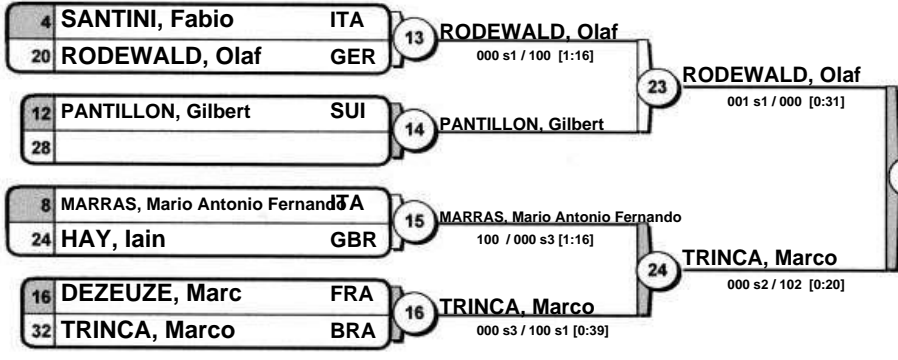 4 SANTINI, Fabio ITA
20 RODEWALD, Olaf GER
13 RODEWALD, Olaf
000 s1 / 100 [1:16]
12 PANTILLON, Gilbert SUI
28
14 PANTILLON, Gilbert
23 RODEWALD, Olaf
001 s1 / 000 [0:31]
8 MARRAS, Mario Antonio Fernando ITA
24 HAY, Iain GBR
15 MARRAS, Mario Antonio Fernando
100 / 000 s3 [1:16]
16 DEZEUZE, Marc FRA
32 TRINCA, Marco BRA
16 TRINCA, Marco
000 s3 / 100 s1 [0:39]
24 TRINCA, Marco
000 s2 / 102 [0:20]